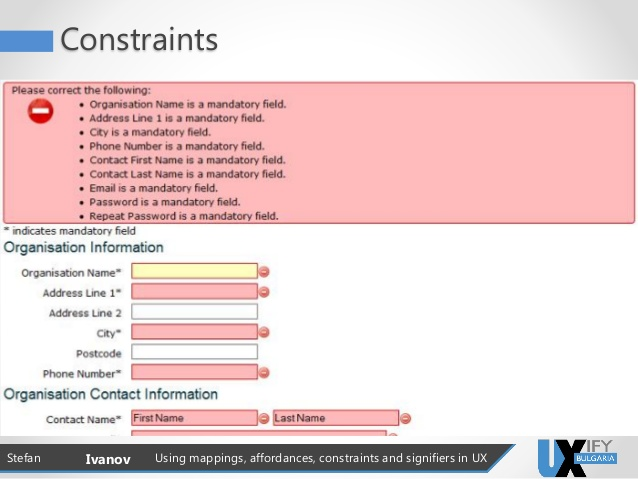 Constraints
Please correct the following:
• Organisation Name is a mandatory field.
• Address Line 1 is a mandatory field.
• City is a mandatory field.
• Phone Number is a mandatory field.
• Contact First Name is a mandatory field.
• Contact Last Name is a mandatory field.
• Email is a mandatory field.
• Password is a mandatory field.
• Repeat Password is a mandatory field.
* indicates mandatory field
Organisation Information
Organisation Name*
Address Line 1*
Address Line 2
City*
Postcode
Phone Number*
Organisation Contact Information
Contact Name* First Name Last Name
Stefan Ivanov Using mappings, affordances, constraints and signifiers in UX
UXIFY
BULGARIA